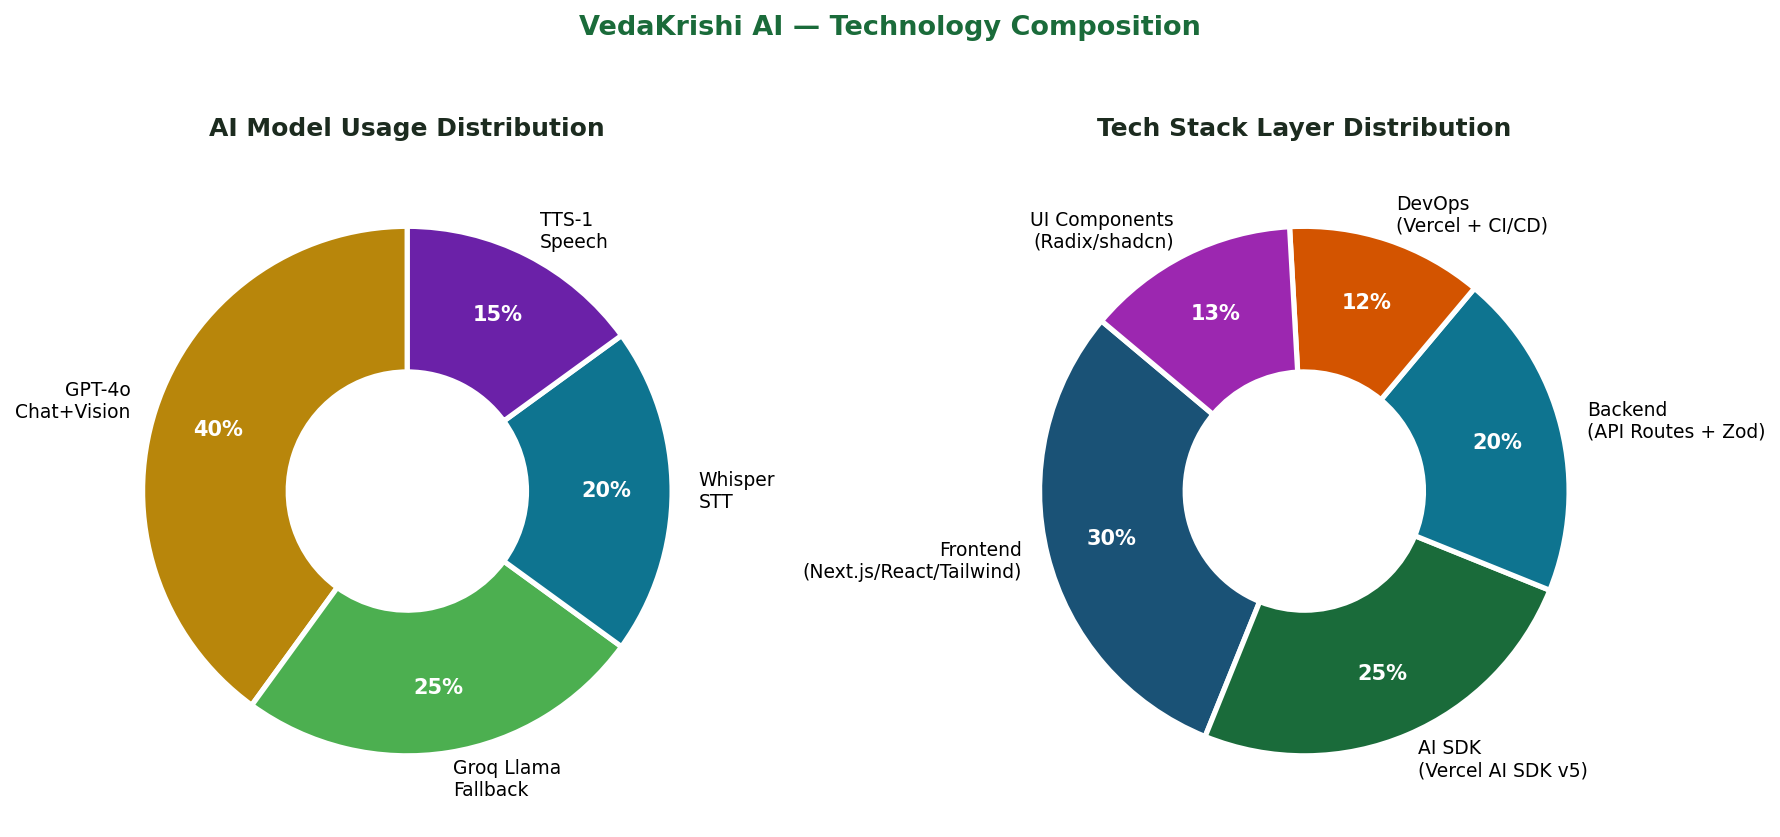 VedaKrishi AI — Technology Composition
AI Model Usage Distribution
TTS-1
Speech
15%
GPT-4o
Chat+Vision
40%
Whisper
STT
20%
25%
Groq Llama
Fallback
Tech Stack Layer Distribution
DevOps
(Vercel + CI/CD)
UI Components
(Radix/shadcn)
12%
13%
Backend
(API Routes + Zod)
20%
Frontend
(Next.js/React/Tailwind)
30%
25%
AI SDK
(Vercel AI SDK v5)